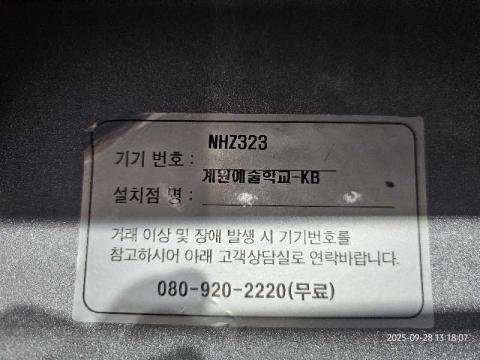 기기 번호 : NHZ323
설치점 명 : 계원예술학교-KB
거래 이상 및 장애 발생 시 기기번호를
참고하시어 아래 고객상담실로 연락바랍니다.
080-920-2220(무료)
2025-09-28 13:18:07